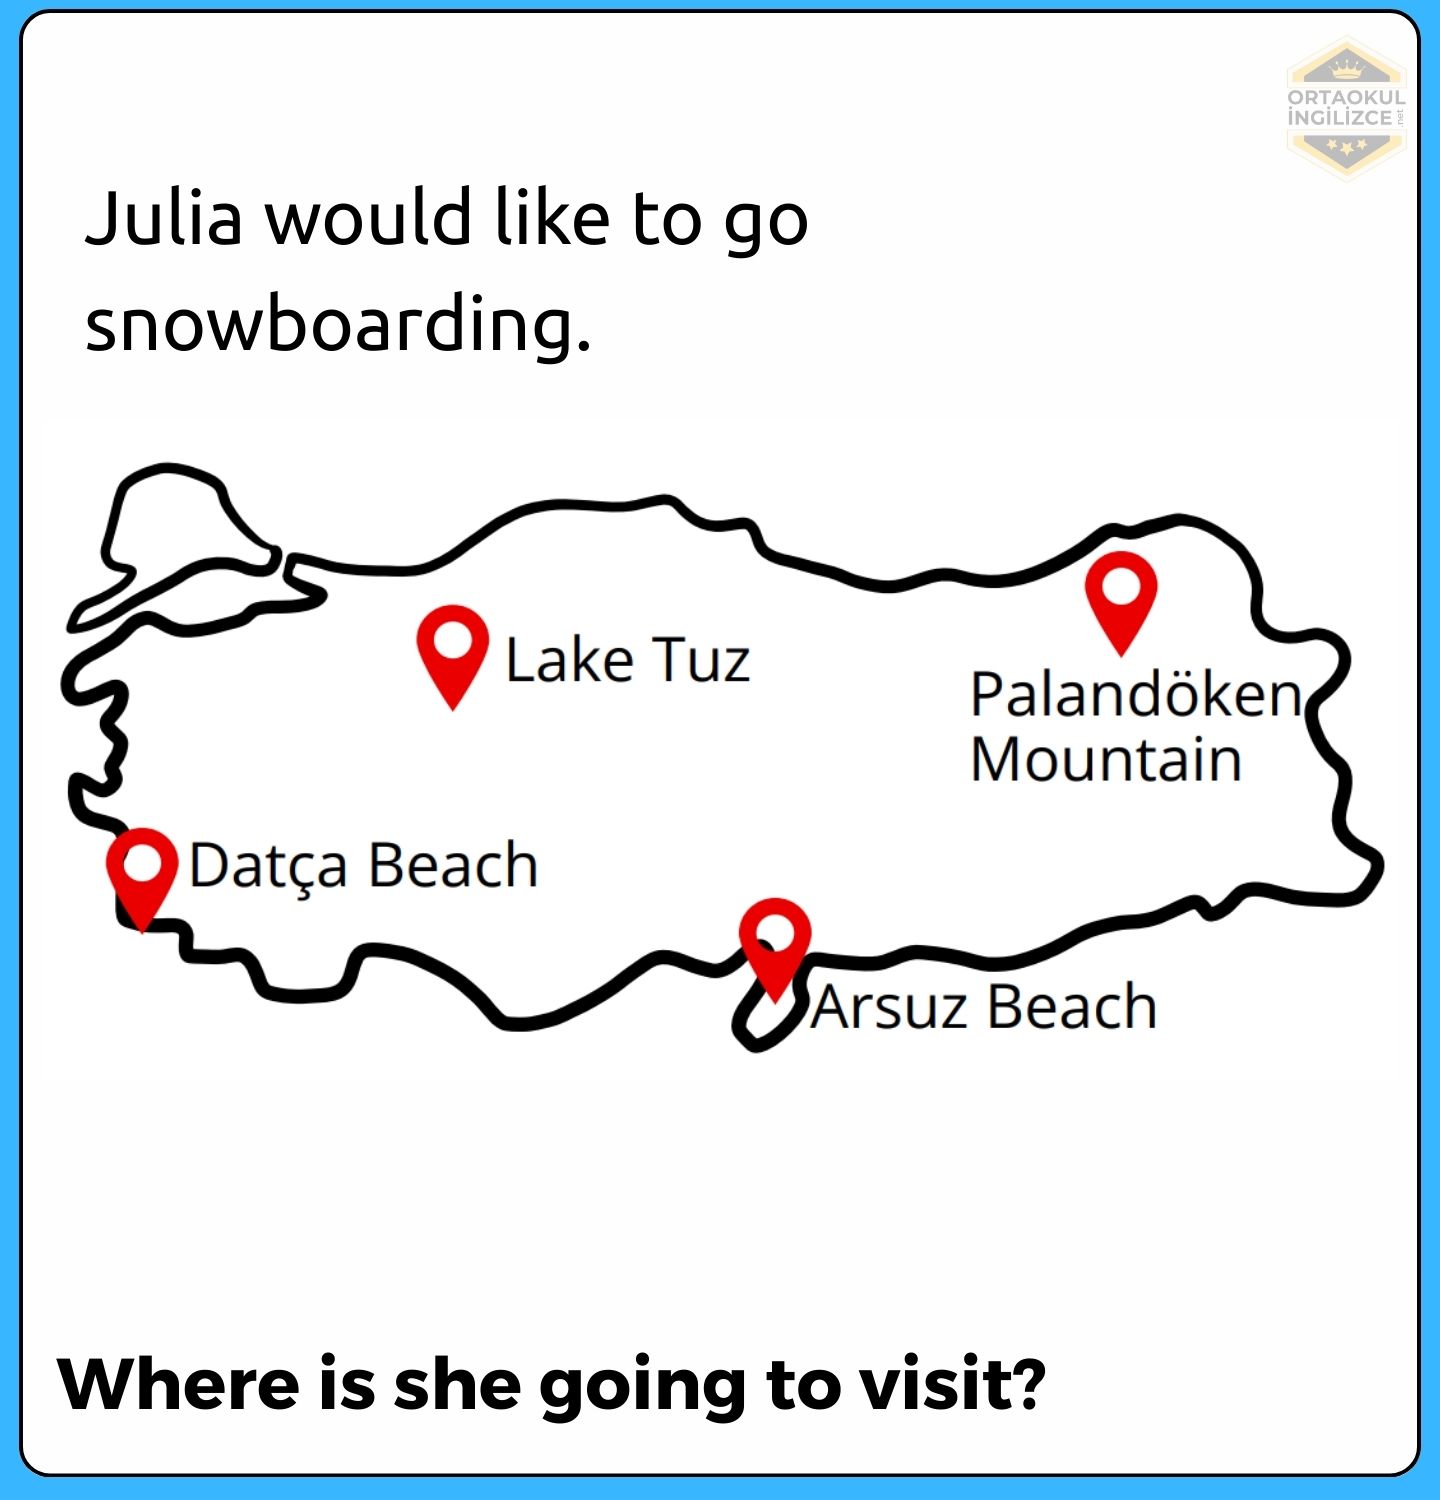 ORTAOKUL
İNGİLİZCE
.net
Julia would like to go
snowboarding.
Lake Tuz
Palandöken
Mountain
Datça Beach
Arsuz Beach
Where is she going to visit?